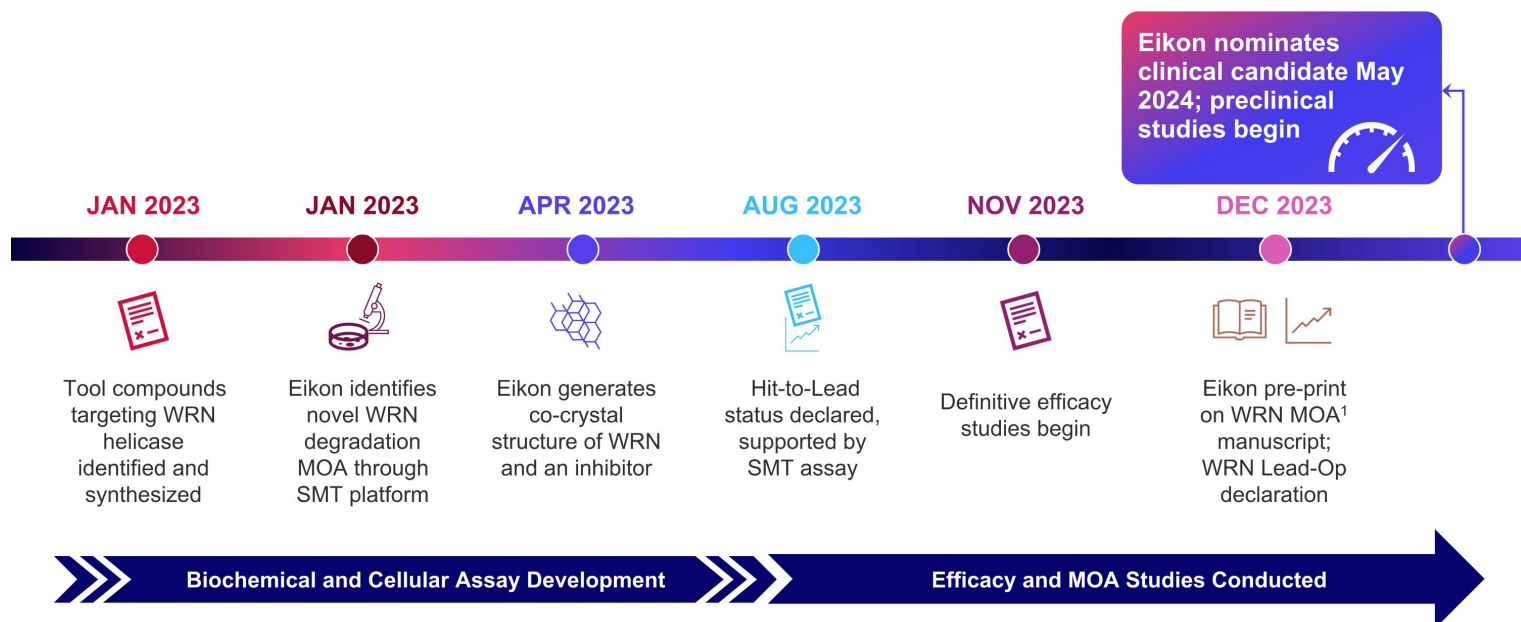 Eikon nominates
clinical candidate May
2024; preclinical
studies begin
JAN 2023
JAN 2023
APR 2023
AUG 2023
NOV 2023
DEC 2023
Tool compounds
targeting WRN
helicase
identified and
synthesized
Eikon identifies
novel WRN
degradation
MOA through
SMT platform
Eikon generates
co-crystal
structure of WRN
and an inhibitor
Hit-to-Lead
status declared,
supported by
SMT assay
Definitive efficacy
studies begin
Eikon pre-print
on WRN MOA¹
manuscript;
WRN Lead-Op
declaration
Biochemical and Cellular Assay Development
Efficacy and MOA Studies Conducted